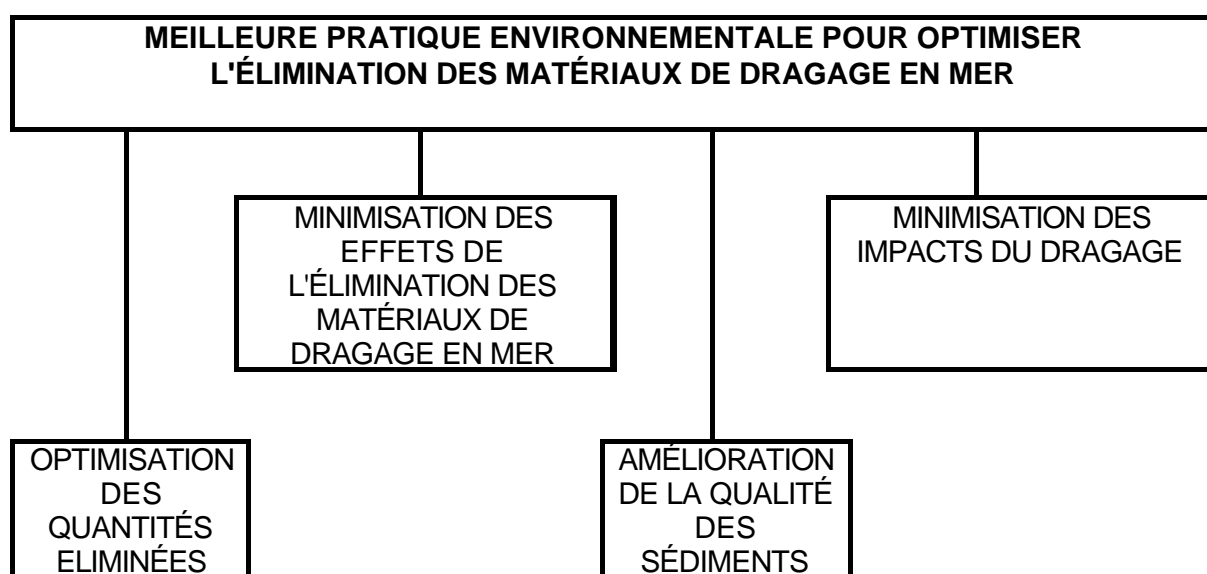 MEILLEURE PRATIQUE ENVIRONNEMENTALE POUR OPTIMISER
L'ÉLIMINATION DES MATÉRIAUX DE DRAGAGE EN MER
MINIMISATION DES
EFFETS DE
L'ÉLIMINATION DES
MATÉRIAUX DE
DRAGAGE EN MER
MINIMISATION DES
IMPACTS DU DRAGAGE
OPTIMISATION
DES
QUANTITÉS
ELIMINÉES
AMÉLIORATION
DE LA QUALITÉ
DES
SÉDIMENTS